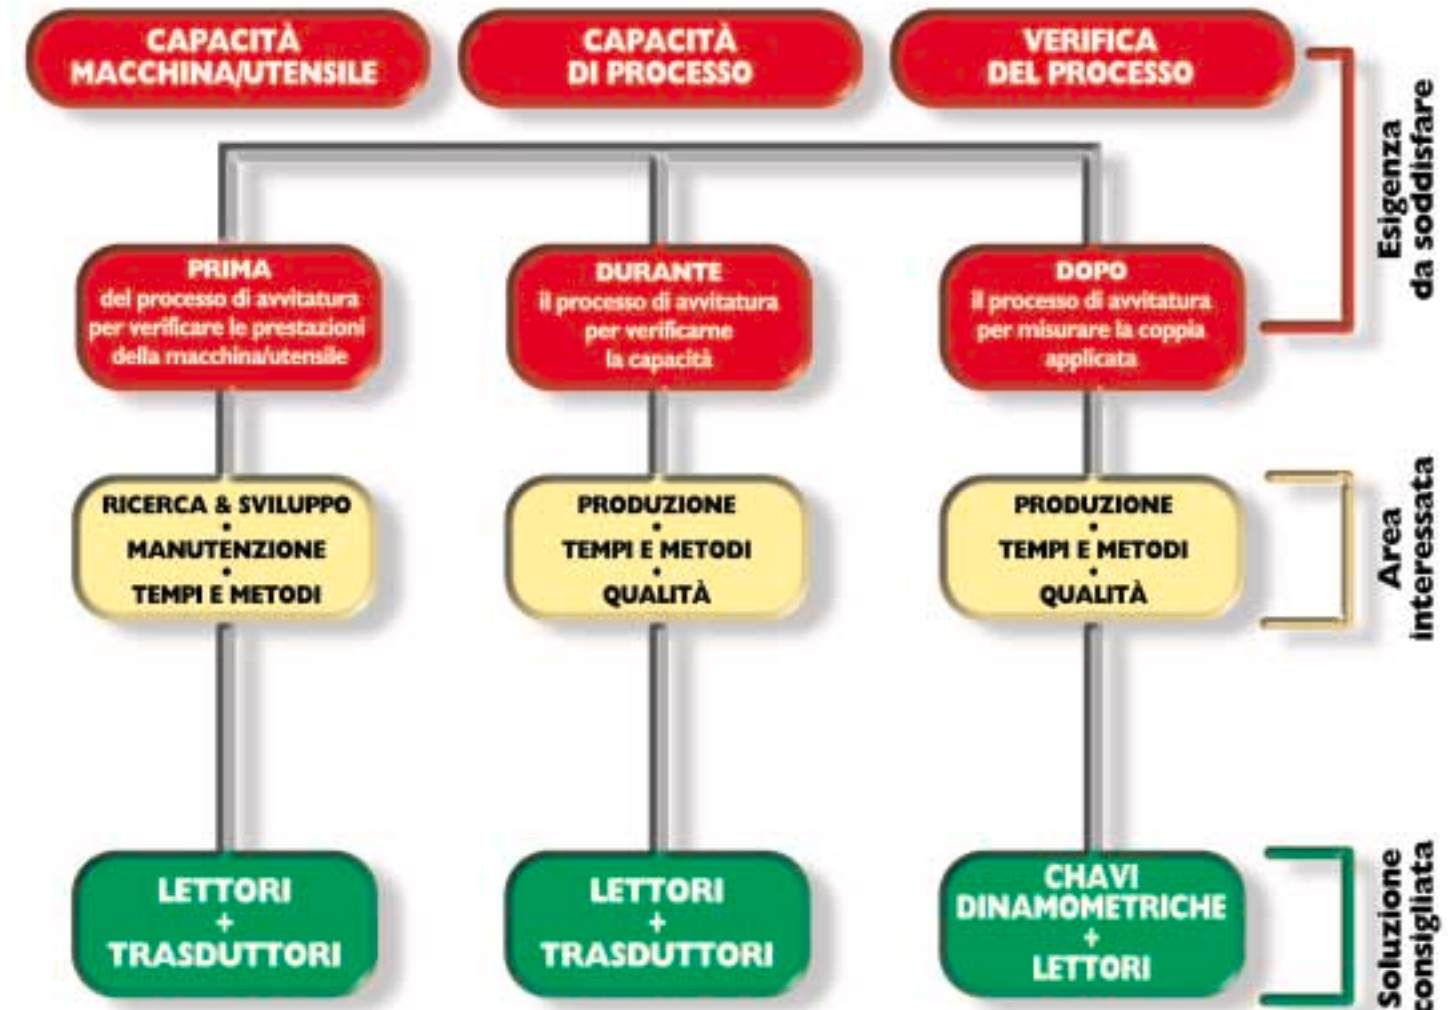 CAPACITÀ
MACCHINA/UTENSILE
CAPACITÀ
DI PROCESSO
VERIFICA
DEL PROCESSO
Esigenza
da soddisfare
PRIMA
del processo di avvitatura
per verificare le prestazioni
della macchina/utensile
DURANTE
il processo di avvitatura
per verificarne
la capacità
DOPO
il processo di avvitatura
per misurare la coppia
applicata
RICERCA & SVILUPPO
•
MANUTENZIONE
•
TEMPI E METODI
PRODUZIONE
•
TEMPI E METODI
•
QUALITÀ
PRODUZIONE
•
TEMPI E METODI
•
QUALITÀ
Area
interessata
LETTORI
+
TRASDUTTORI
LETTORI
+
TRASDUTTORI
CHAVI
DINAMOMETRICHE
+
LETTORI
Soluzione
consigliata